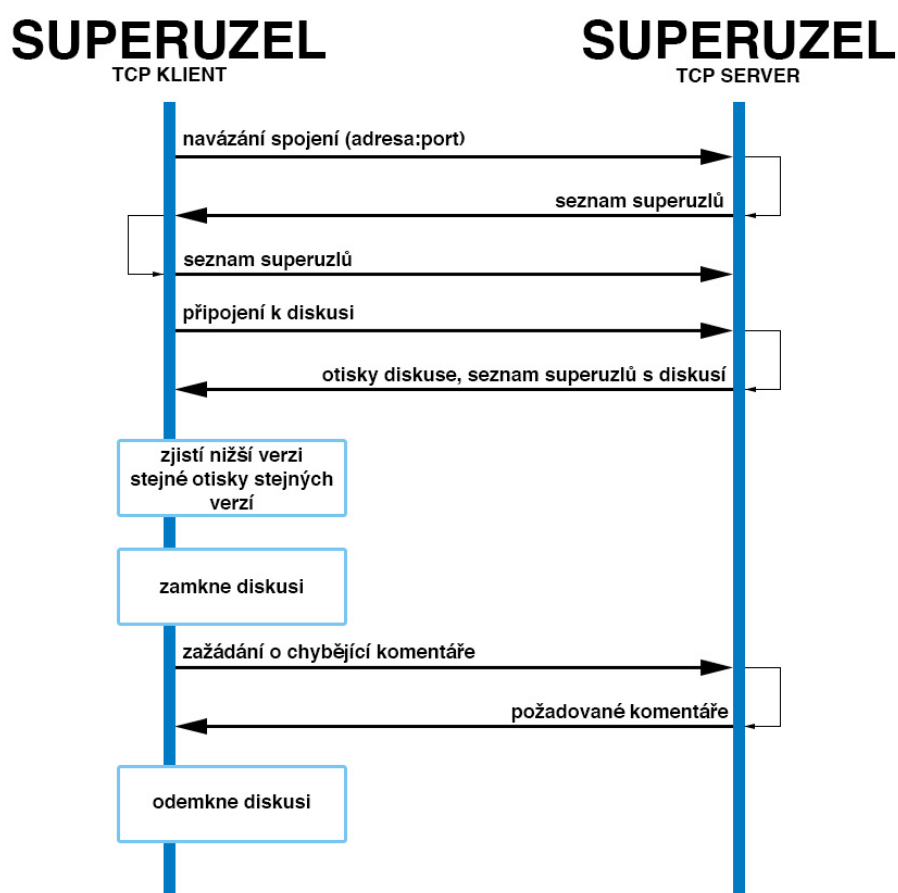 SUPERUZEL
TCP KLIENT
SUPERUZEL
TCP SERVER
navázání spojení (adresa:port)
seznam superuzlů
seznam superuzlů
připojení k diskusi
otisky diskuse, seznam superuzlů s diskusí
zjistí nižší verzi
stejné otisky stejných
verzí
zamkne diskusi
zažádání o chybějící komentáře
požadované komentáře
odemkne diskusi